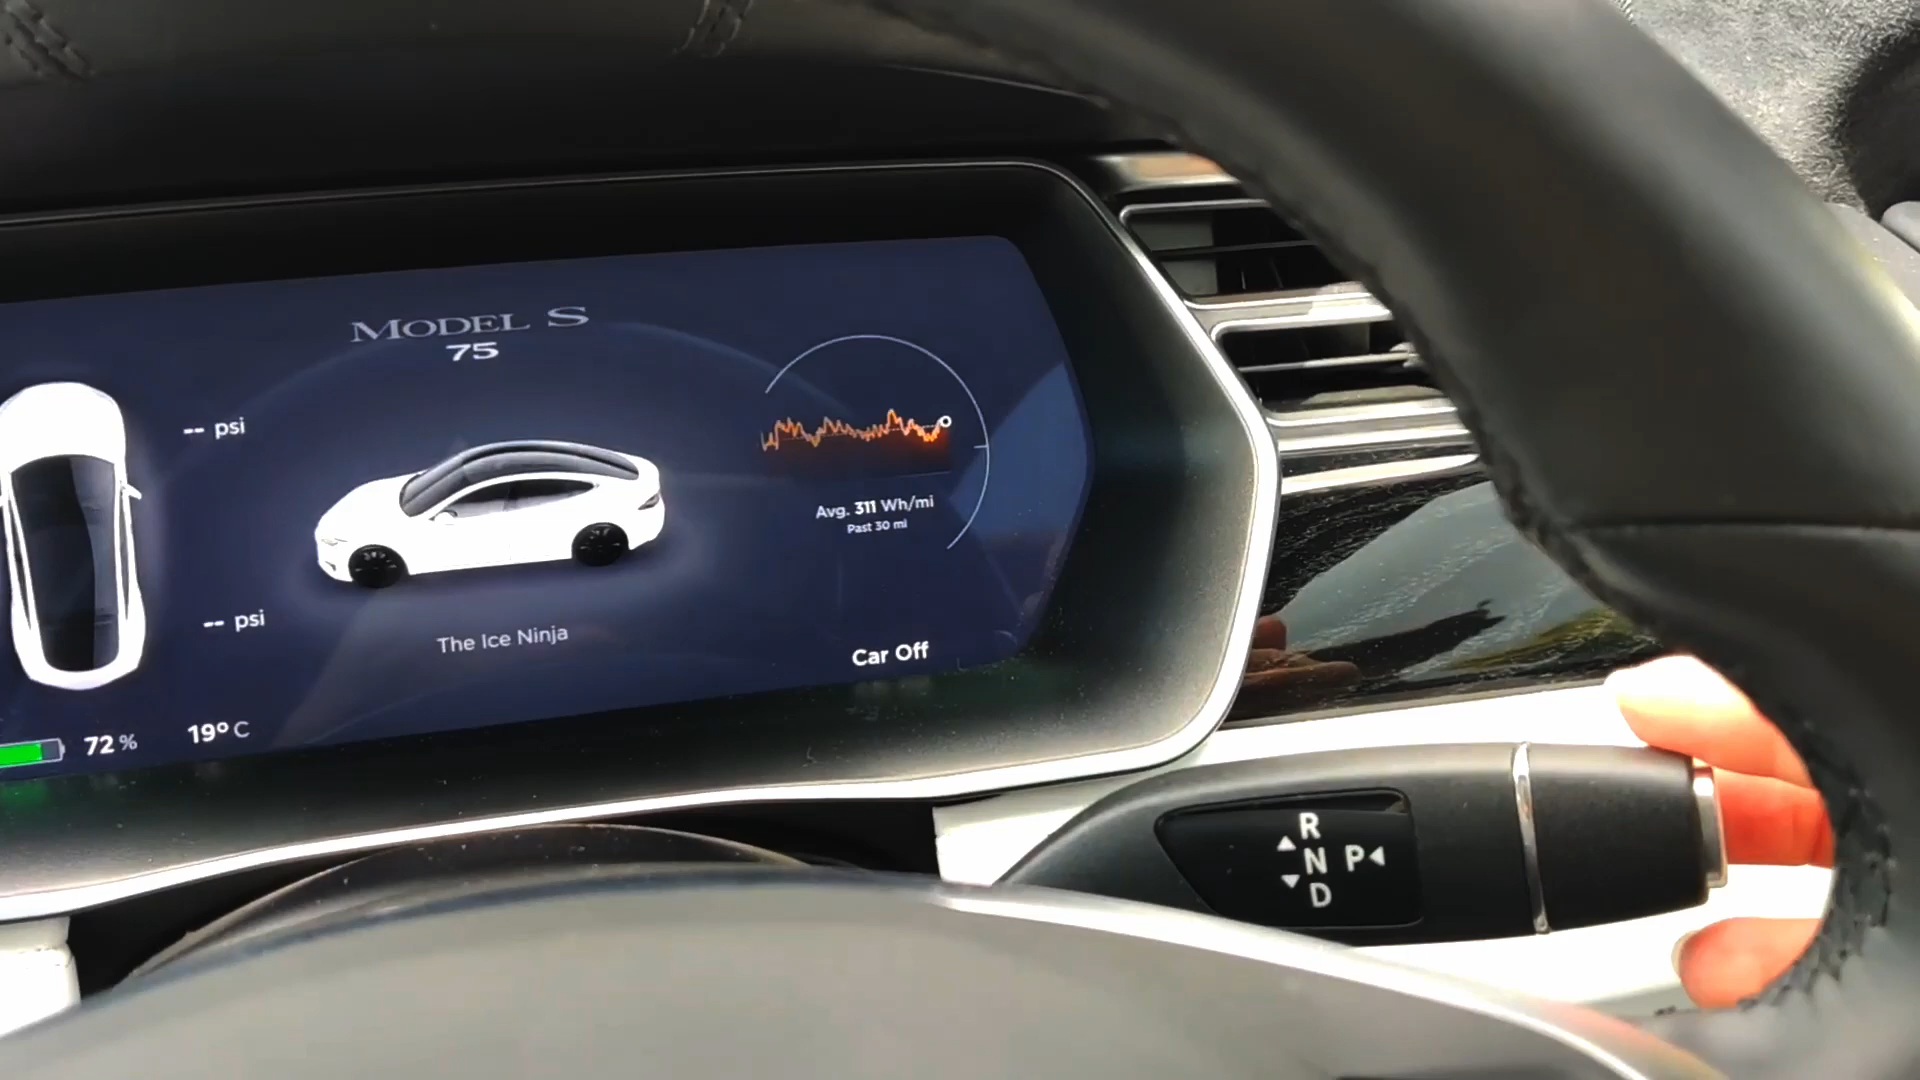 MODEL S
75
-- psi
-- psi
Avg. 311 Wh/mi
Past 30 mi
The Ice Ninja
Car Off
72 %
19° C
R
N P
D